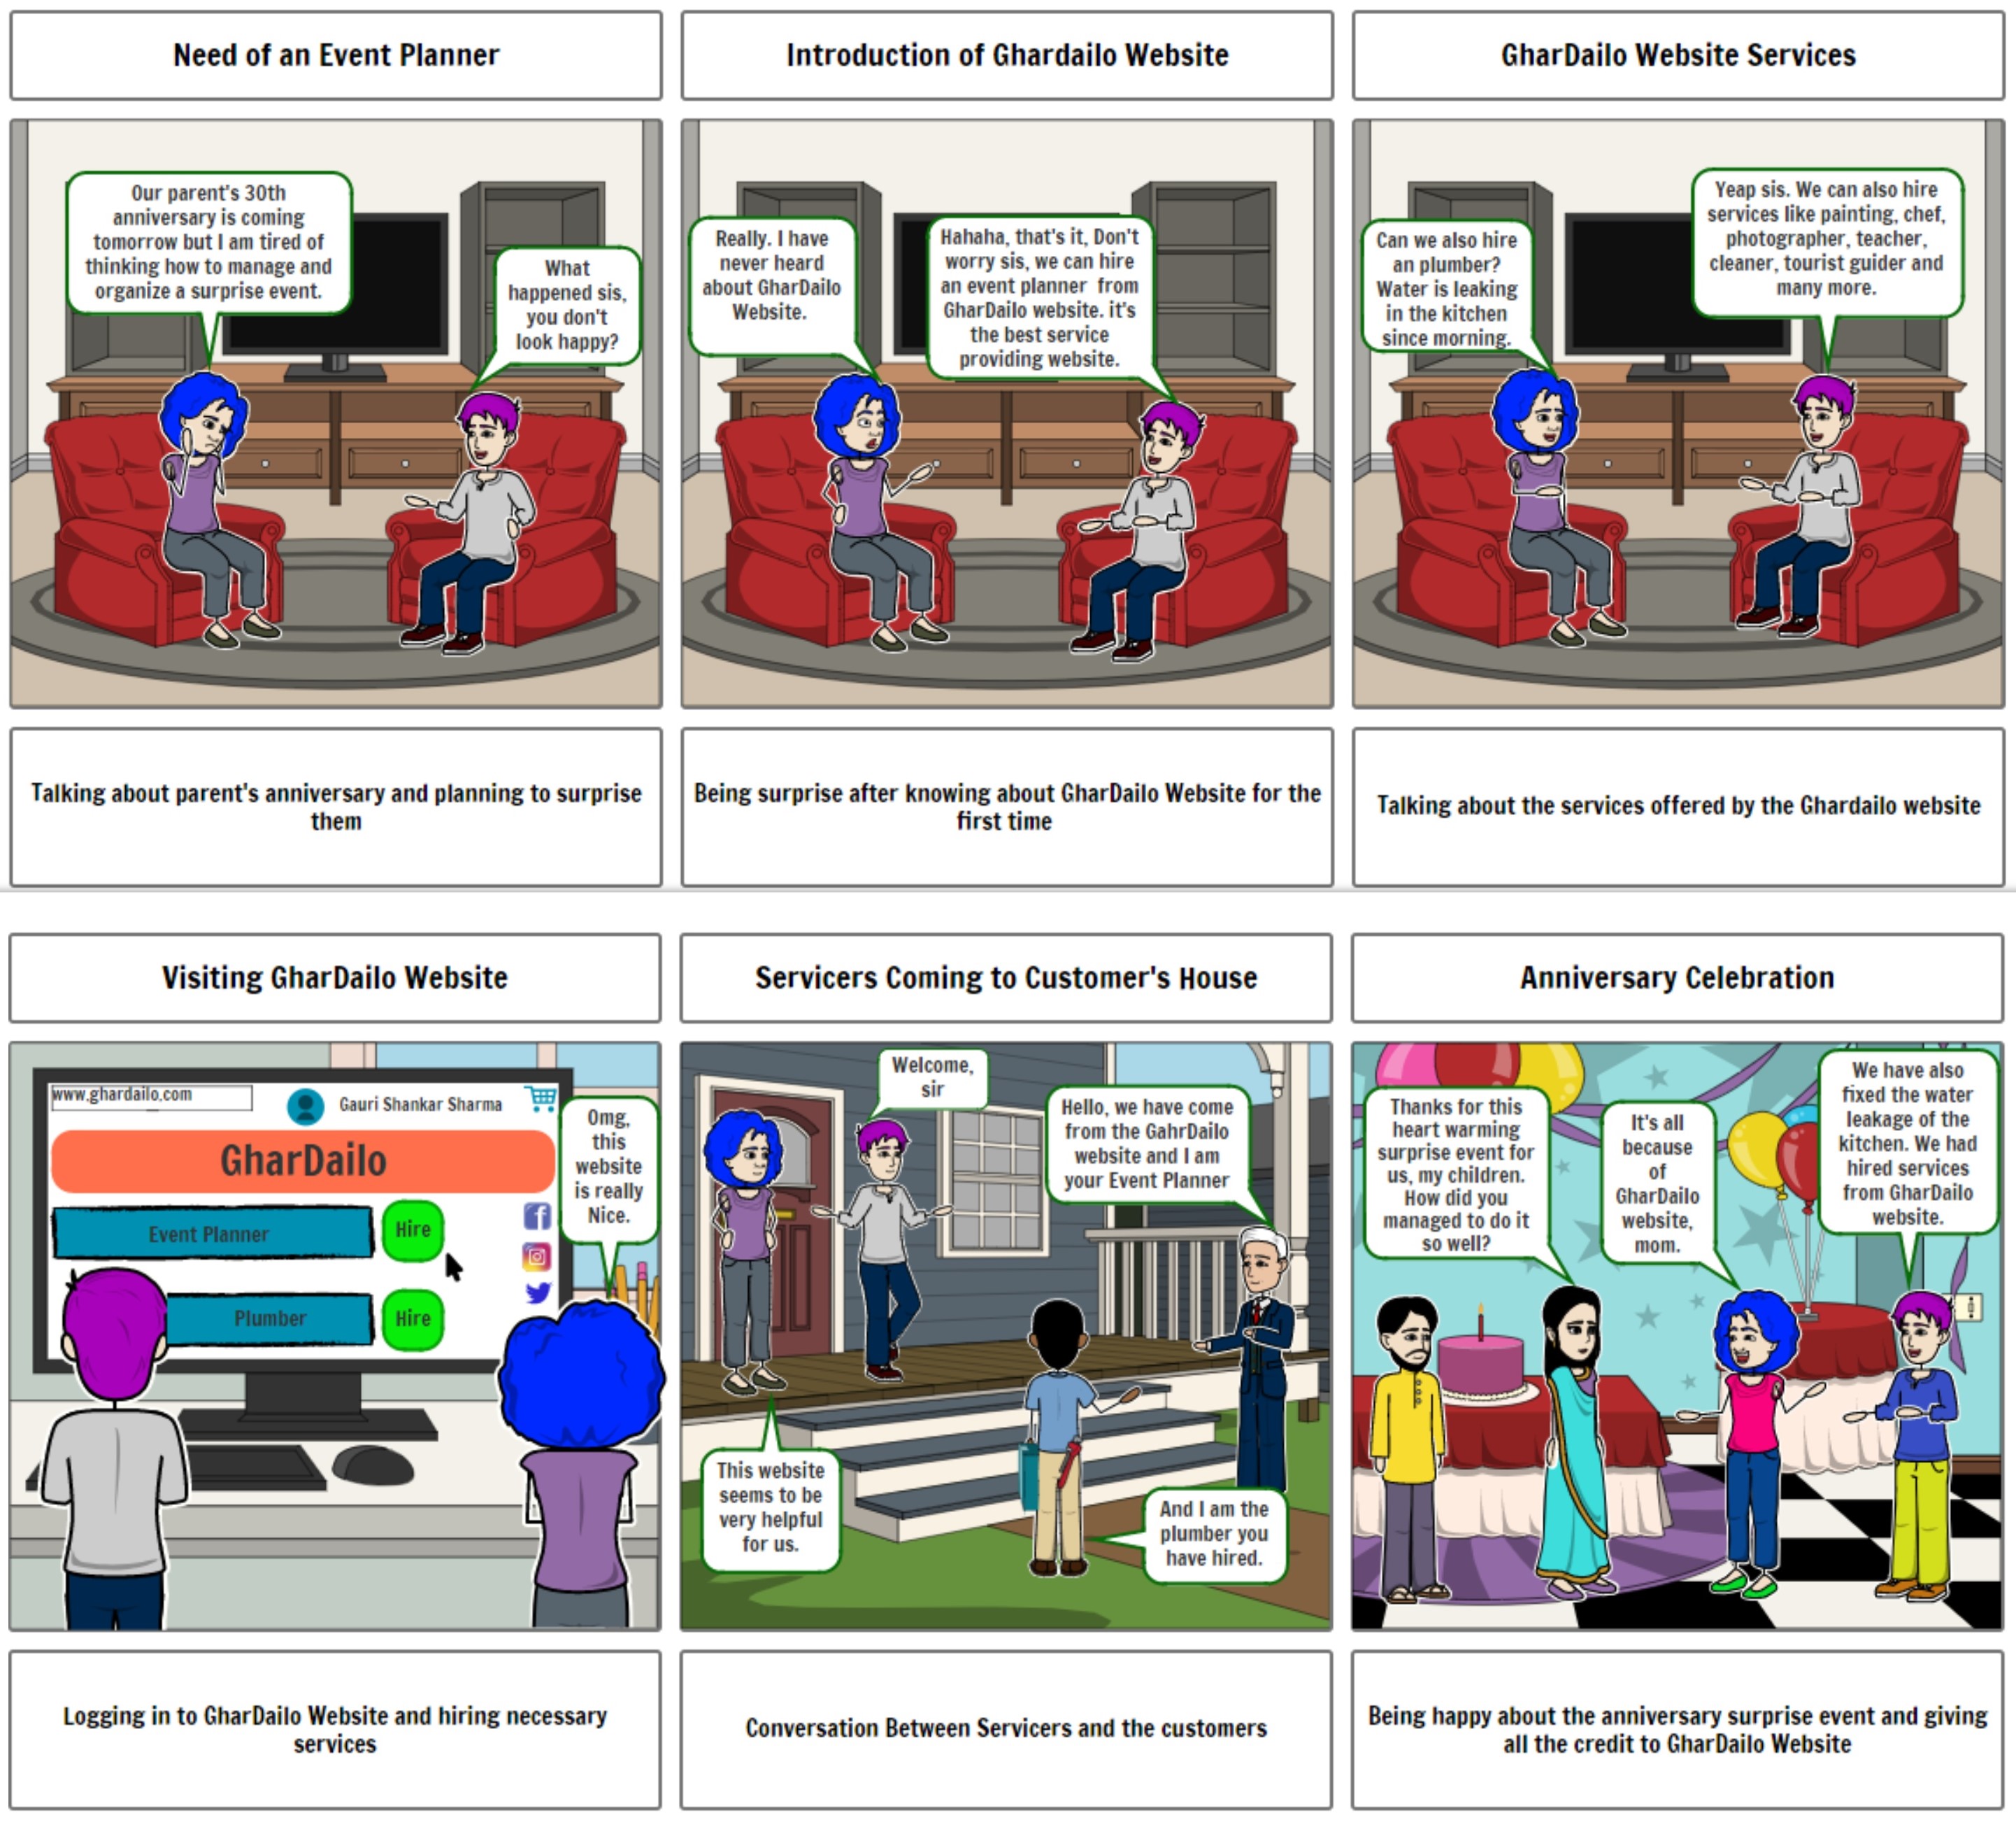 Need of an Event Planner
Introduction of Ghardailo Website
GharDailo Website Services
Our parent's 30th
anniversary is coming
tomorrow but I am tired of
thinking how to manage and
organize a surprise event.
What
happened sis,
you don't
look happy?
Really. I have
never heard
about GharDailo
Website.
Hahaha, that's it, Don't
worry sis, we can hire
an event planner from
GharDailo website. it's
the best service
providing website.
Can we also hire
an plumber?
Water is leaking
in the kitchen
since morning.
Yeap sis. We can also hire
services like painting, chef,
photographer, teacher,
cleaner, tourist guider and
many more.
Talking about parent's anniversary and planning to surprise
them
Being surprise after knowing about GharDailo Website for the
first time
Talking about the services offered by the Ghardailo website
Visiting GharDailo Website
Servicers Coming to Customer's House
Anniversary Celebration
www.ghardailo.com
Gauri Shankar Sharma
GharDailo
Event Planner
Hire
Plumber
Hire
Omg,
this
website
is really
Nice.
Welcome,
sir
Hello, we have come
from the GahrDailo
website and I am
your Event Planner
This website
seems to be
very helpful
for us.
And I am the
plumber you
have hired.
Thanks for this
heart warming
surprise event for
us, my children.
How did you
managed to do it
so well?
It's all
because
of
GharDailo
website,
mom.
We have also
fixed the water
leakage of the
kitchen. We had
hired services
from GharDailo
website.
Logging in to GharDailo Website and hiring necessary
services
Conversation Between Servicers and the customers
Being happy about the anniversary surprise event and giving
all the credit to GharDailo Website